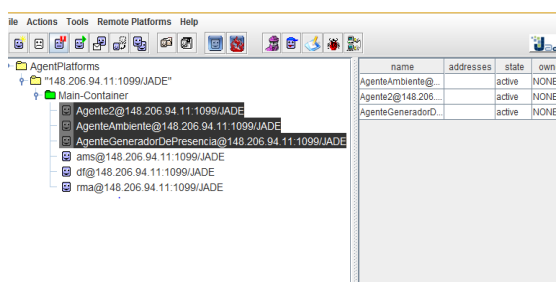 ile Actions Tools Remote Platforms Help
AgentPlatforms
"148.206.94.11:1099/JADE"
Main-Container
Agente2@148.206.94.11:1099/JADE
AgenteAmbiente@148.206.94.11:1099/JADE
AgenteGeneradorDePresencia@148.206.94.11:1099/JADE
ams@148.206.94.11:1099/JADE
df@148.206.94.11:1099/JADE
rma@148.206.94.11:1099/JADE
name addresses state own
AgenteAmbiente@... active NONE
Agente2@148.206.... active NONE
AgenteGeneradorD... active NONE